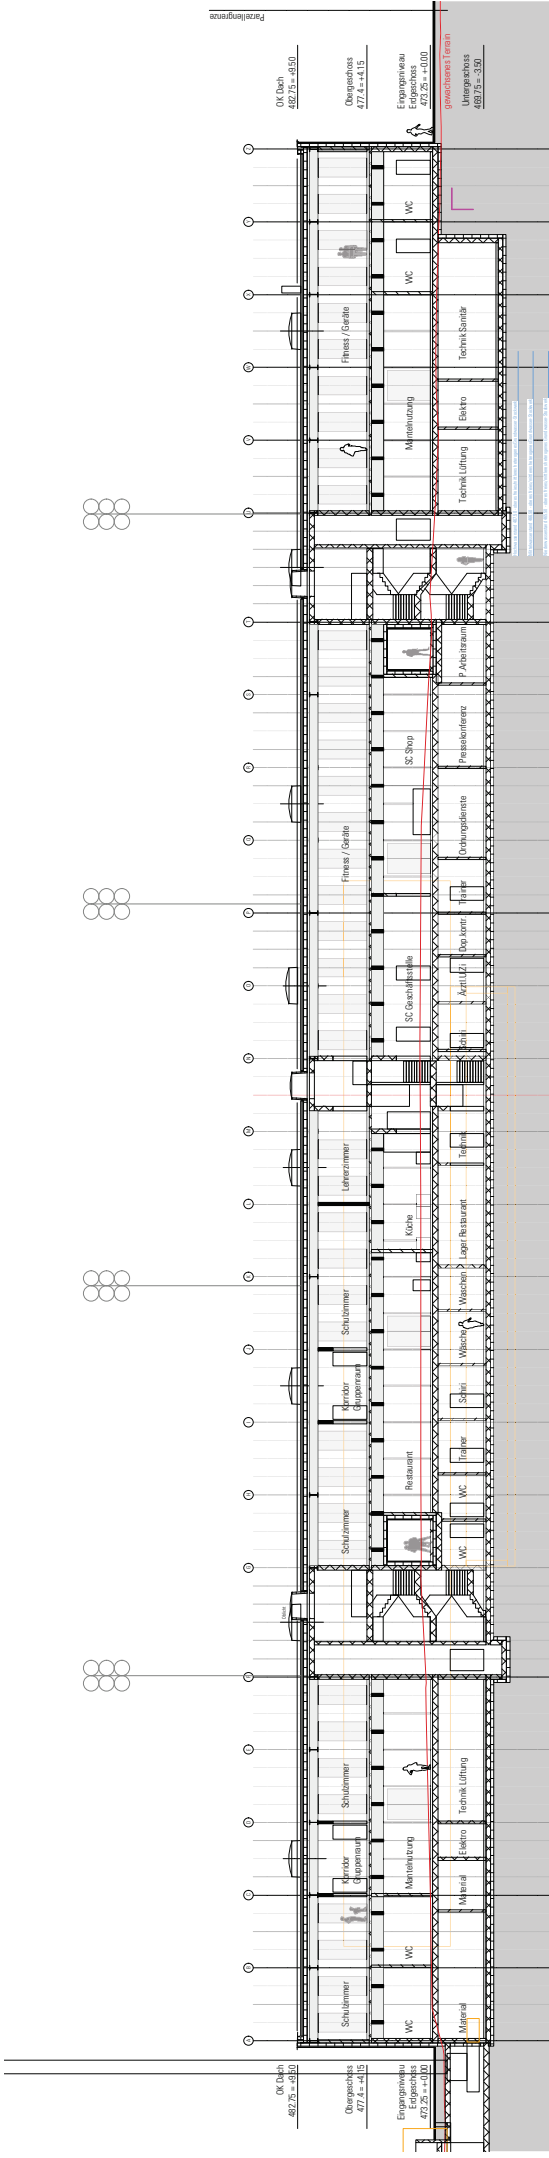 Parzellengrenze
OK Dach
482.75 = +9.50
Obergeschoss
477.4 = +4.15
Eingangsniveau
Erdgeschoss
473.25 = +-0.00
gewachsenes Terrain
Untergeschoss
469.75 = -3.50
Z
Y
X
W
V
U
T
S
R
Q
P
O
N
M
L
K
J
I
H
G
E
D
C
B
A
Fitness / Geräte
Fitness / Geräte
Lehrerzimmer
Schulzimmer
Korridor
Gruppenraum
Schulzimmer
Schulzimmer
Korridor
Gruppenraum
Schulzimmer
WC
WC
Mantelnutzung
SC Shop
SC Geschäftsstelle
Küche
Restaurant
Mantelnutzung
WC
WC
Technik Sanitär
Elektro
Technik Lüftung
P.Arbeitsraum
Pressekonferenz
Ordnungsdienste
Trainer
Dop.kontr.
Ärztl.U.Zi
Schiri
Technik
Lager Restaurant
Waschen
Wäsche
Schiri
Trainer
WC
WC
Technik Lüftung
Elektro
Material
Material
OK Dach
482.75 = +9.50
Obergeschoss
477.4 = +4.15
Eingangsniveau
Erdgeschoss
473.25 = +-0.00